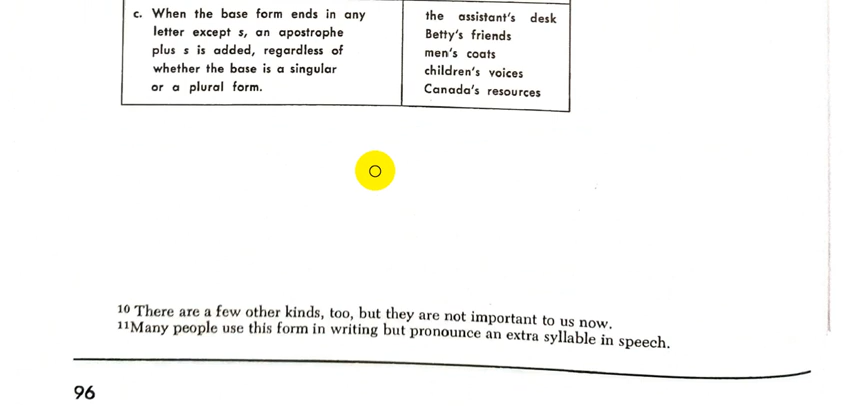 c. When the base form ends in any
letter except s, an apostrophe
plus s is added, regardless of
whether the base is a singular
or a plural form.
the assistant's desk
Betty's friends
men's coats
children's voices
Canada's resources
10 There are a few other kinds, too, but they are not important to us now.
11Many people use this form in writing but pronounce an extra syllable in speech.
96